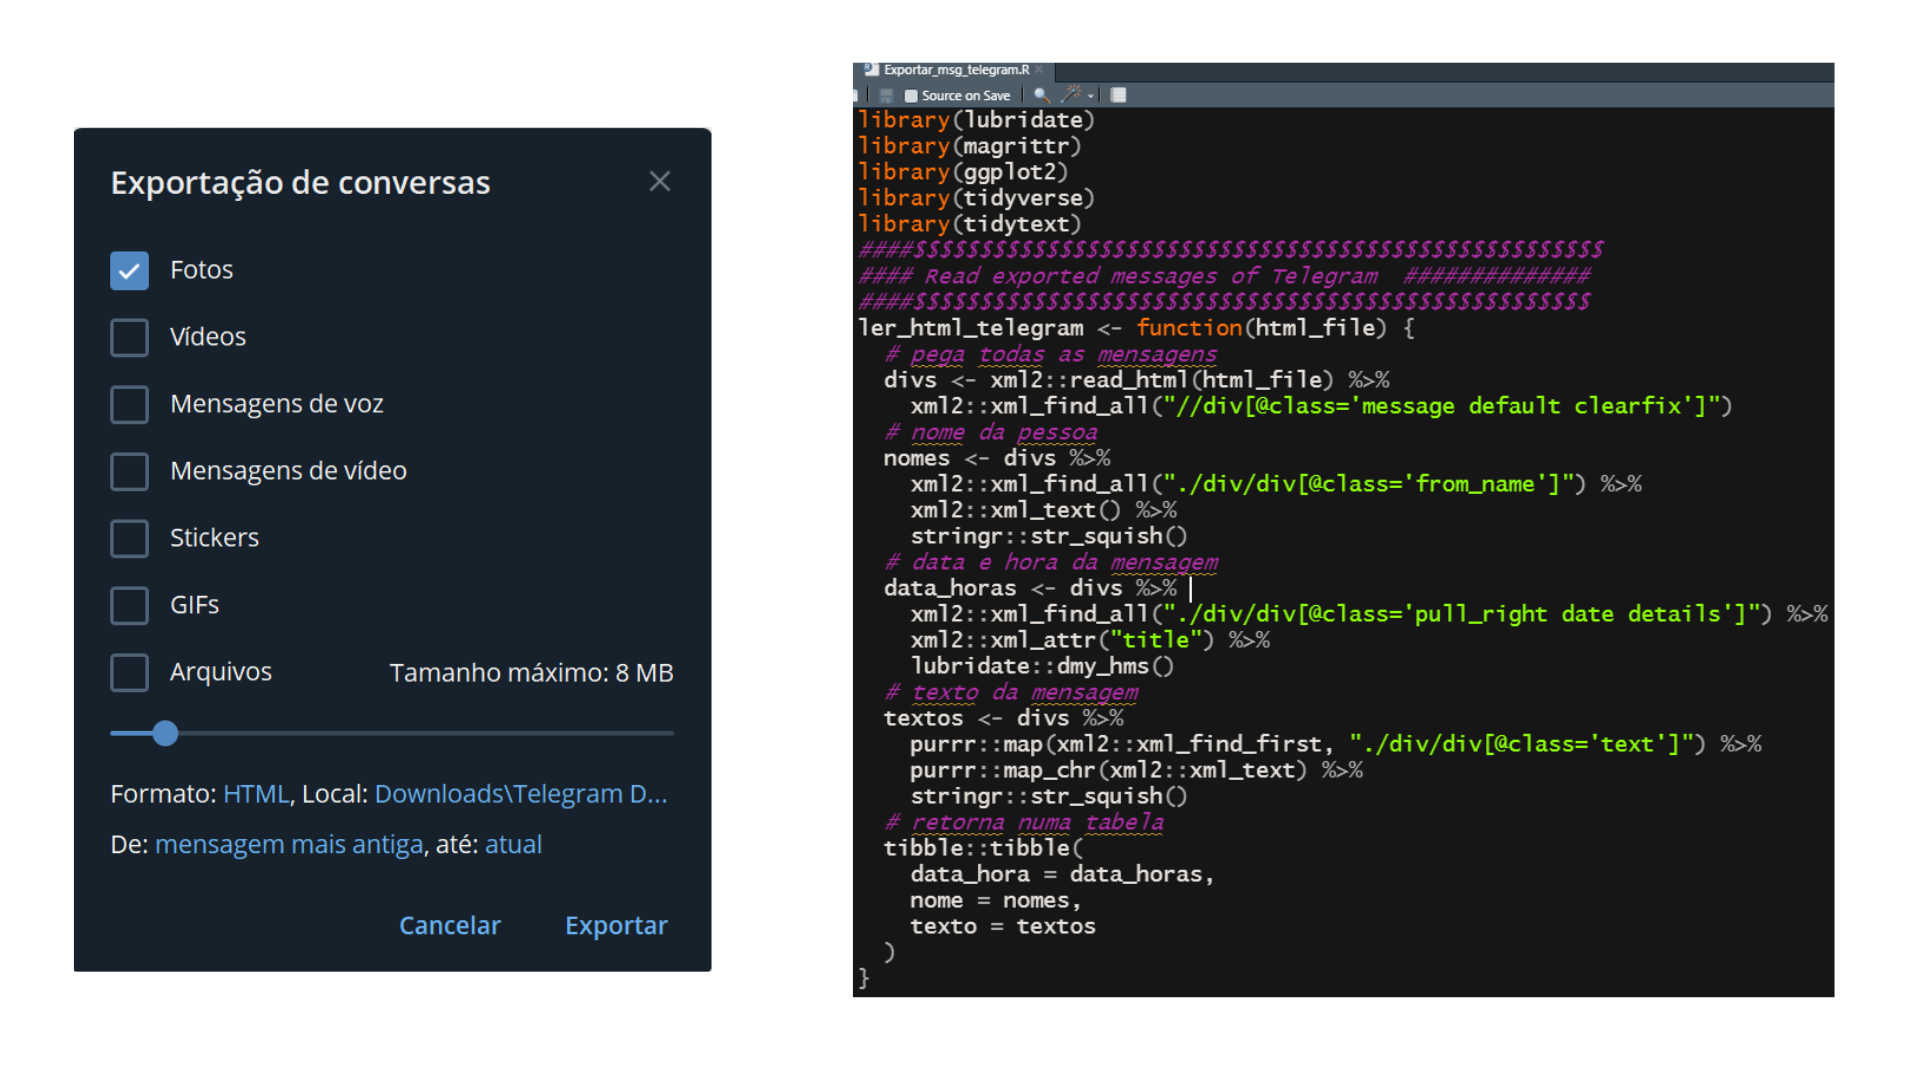 Exportação de conversas
Fotos
Vídeos
Mensagens de voz
Mensagens de vídeo
Stickers
GIFs
Arquivos Tamanho máximo: 8 MB
Formato: HTML, Local: Downloads\Telegram D...
De: mensagem mais antiga, até: atual
Cancelar Exportar
Exportar_msg_telegram.R
Source on Save
library(lubridate)
library(magrittr)
library(ggplot2)
library(tidyverse)
library(tidytext)
####$$$$$$$$$$$$$$$$$$$$$$$$$$$$$$$$$$$$$$$$$$$$$$$$$$$$
#### Read exported messages of Telegram ##############
####$$$$$$$$$$$$$$$$$$$$$$$$$$$$$$$$$$$$$$$$$$$$$$$$$$$
ler_html_telegram <- function(html_file) {
  # pega todas as mensagens
  divs <- xml2::read_html(html_file) %>%
    xml2::xml_find_all("//div[@class='message default clearfix']")
  # nome da pessoa
  nomes <- divs %>%
    xml2::xml_find_all("./div/div[@class='from_name']") %>%
    xml2::xml_text() %>%
    stringr::str_squish()
  # data e hora da mensagem
  data_horas <- divs %>%
    xml2::xml_find_all("./div/div[@class='pull_right date details']") %>%
    xml2::xml_attr("title") %>%
    lubridate::dmy_hms()
  # texto da mensagem
  textos <- divs %>%
    purrr::map(xml2::xml_find_first, "./div/div[@class='text']") %>%
    purrr::map_chr(xml2::xml_text) %>%
    stringr::str_squish()
  # retorna numa tabela
  tibble::tibble(
    data_hora = data_horas,
    nome = nomes,
    texto = textos
  )
}